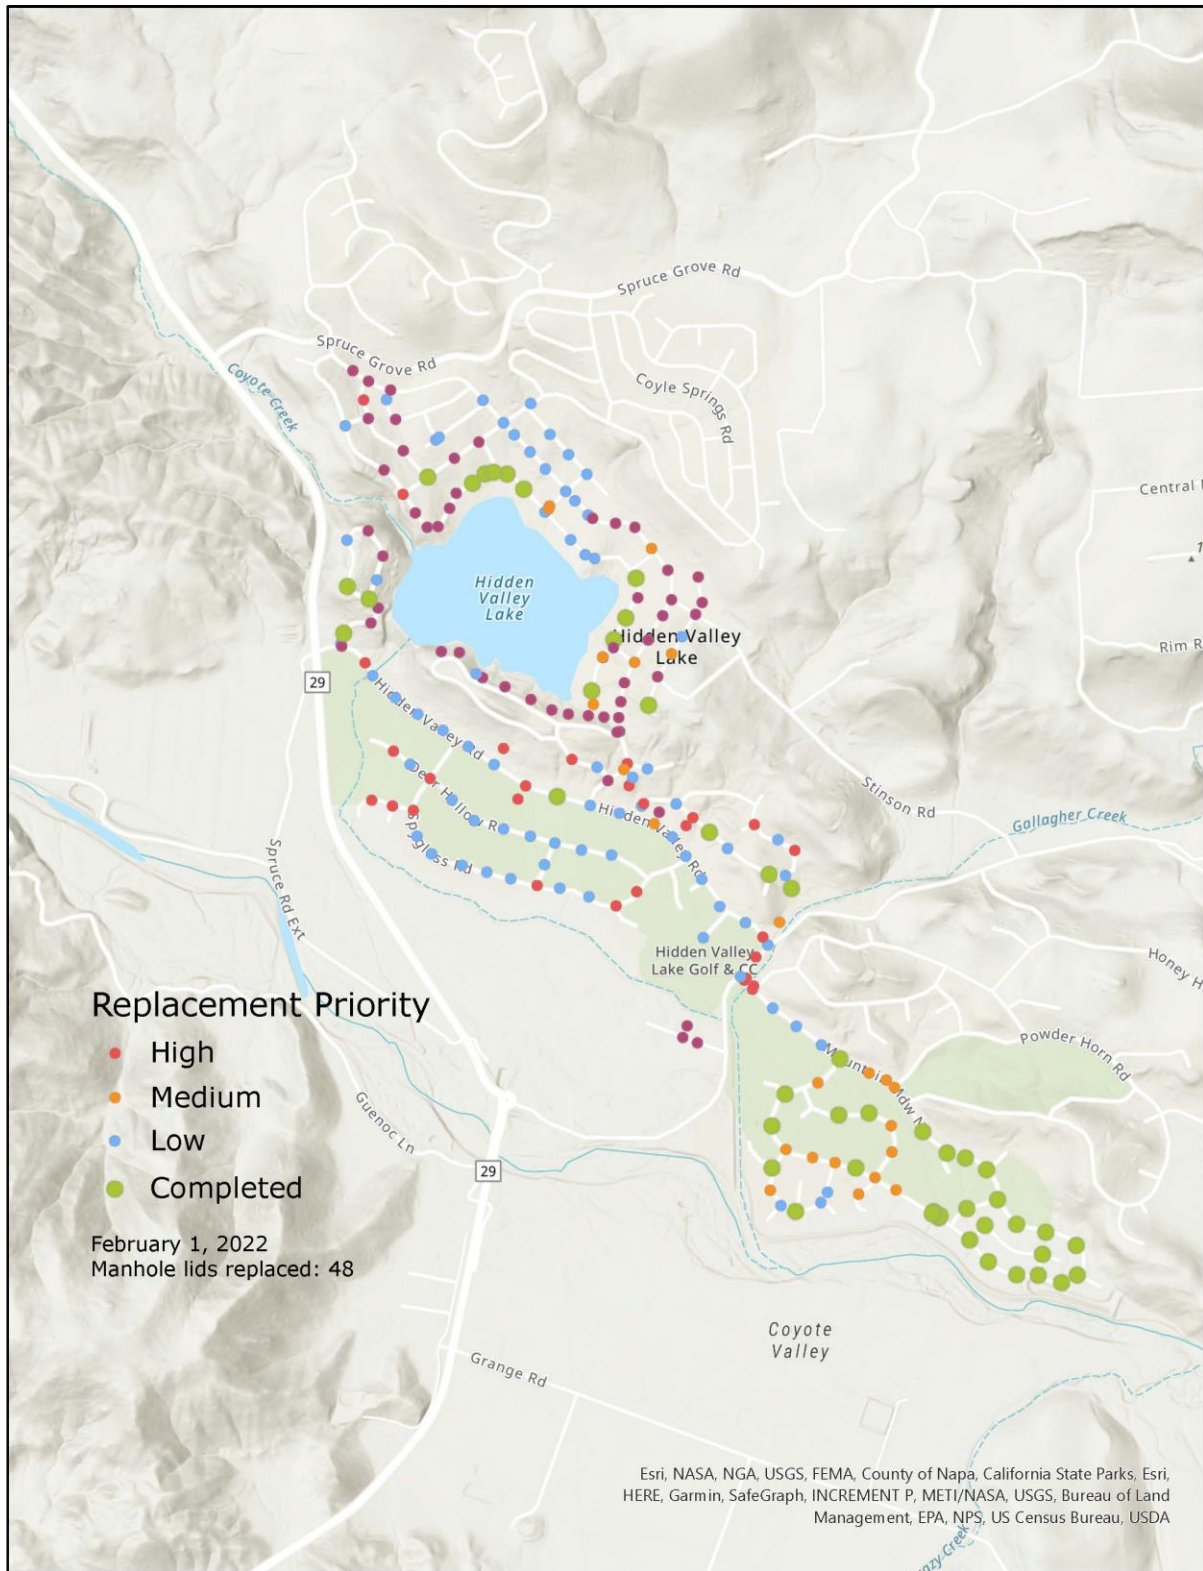 Spruce Grove Rd
Spruce Grove Rd
Coyote Creek
Coyle Springs Rd
Central
Hidden
Valley
Lake
Hidden Valley
Lake
Rim R
29
Hidden Valley Rd
Stinson Rd
Gallagher Creek
Deer Hollow R
Hidden Valley Rd
Spyglass Rd
Spruce Rd Ext
Hidden Valley
Lake Golf & CC
Honey H
Replacement Priority
High
Medium
Low
Completed
February 1, 2022
Manhole lids replaced: 48
Powder Horn Rd
Mountain Mdw N
Guenoc Ln
29
Coyote
Valley
Grange Rd
Esri, NASA, NGA, USGS, FEMA, County of Napa, California State Parks, Esri,
HERE, Garmin, SafeGraph, INCREMENT P, METI/NASA, USGS, Bureau of Land
Management, EPA, NPS, US Census Bureau, USDA